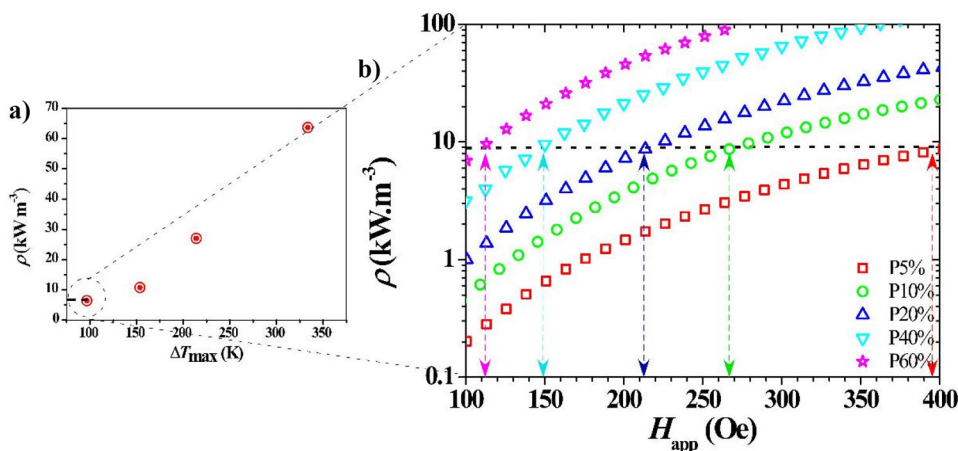 a)
ρ (kW m⁻³)
70
60
50
40
30
20
10
0
100 150 200 250 300 350
ΔTmax (K)
b)
ρ (kW.m⁻³)
100
10
1
0.1
P5%
P10%
P20%
P40%
P60%
100 150 200 250 300 350 400
Happ (Oe)